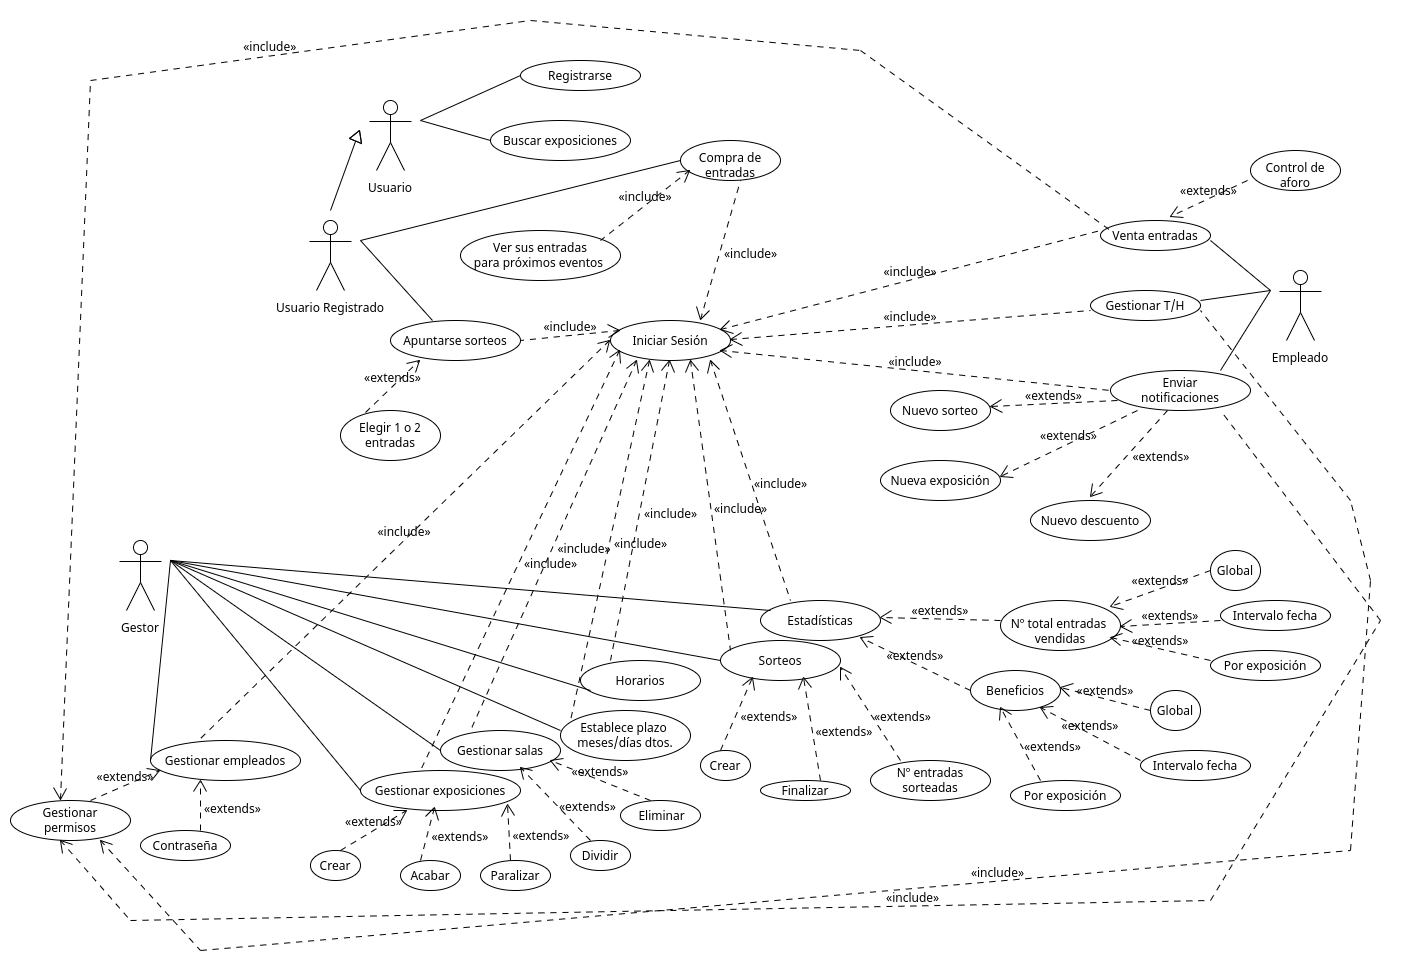 «include»
Registrarse
Buscar exposiciones
Usuario
Compra de
entradas
«include»
Control de
aforo
«extends»
Usuario Registrado
Ver sus entradas
para próximos eventos
«include»
Venta entradas
«include»
Gestionar T/H
«include»
Empleado
Apuntarse sorteos
«include»
Iniciar Sesión
«extends»
Elegir 1 o 2
entradas
«include»
Enviar
notificaciones
Nuevo sorteo
«extends»
«extends»
Nueva exposición
«extends»
Nuevo descuento
«include»
«include»
«include»
«include»
«include»
«include»
«include»
Gestor
Estadísticas
«extends»
Nº total entradas
vendidas
«extends»
Global
«extends»
Intervalo fecha
«extends»
Por exposición
Sorteos
«extends»
Beneficios
«extends»
Global
«extends»
Intervalo fecha
«extends»
Por exposición
Horarios
Establece plazo
meses/días dtos.
«extends»
Crear
«extends»
Finalizar
«extends»
Nº entradas
sorteadas
Gestionar salas
«extends»
Eliminar
«extends»
Dividir
Gestionar empleados
«extends»
Gestionar
permisos
«extends»
Contraseña
Gestionar exposiciones
«extends»
Crear
«extends»
Acabar
«extends»
Paralizar
«include»
«include»